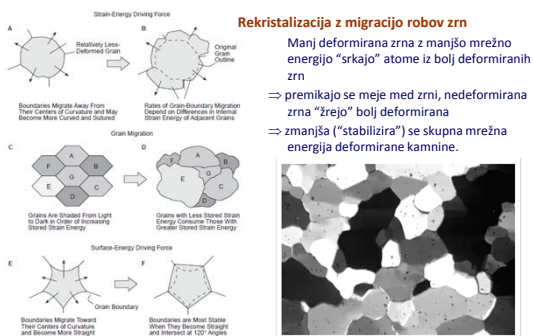 Strain-Energy Driving Force
A
Relatively Less-
Deformed Grain
B
Original
Grain
Outline
Boundaries Migrate Away From
Their Centers of Curvature and May
Become More Curved and Sutured
Rates of Grain-Boundary Migration
Depend on Differences in Internal
Strain Energy of Adjacent Grains
Grain Migration
C
A
F
B
G
E
C
D
D
A
F
B
G
E
C
D
Grains are Shaded From Light
to Dark in Order of Increasing
Stored Strain Energy
Grains with Less Stored Strain
Energy Consume Those With
Greater Stored Strain Energy
Surface-Energy Driving Force
E
F
Grain Boundary
Boundaries Migrate Toward
Their Centers of Curvature
and Become More Straight
Boundaries are Most Stable
When They Become Straight
and Intersect at 120° Angles
Rekristalizacija z migracijo robov zrn
Manj deformirana zrna z manjšo mrežno
energijo “srkajo” atome iz bolj deformiranih
zrn
⇒ premikajo se meje med zrni, nedeformirana
zrna “žrejo” bolj deformirana
⇒ zmanjša (“stabilizira”) se skupna mrežna
energija deformirane kamnine.